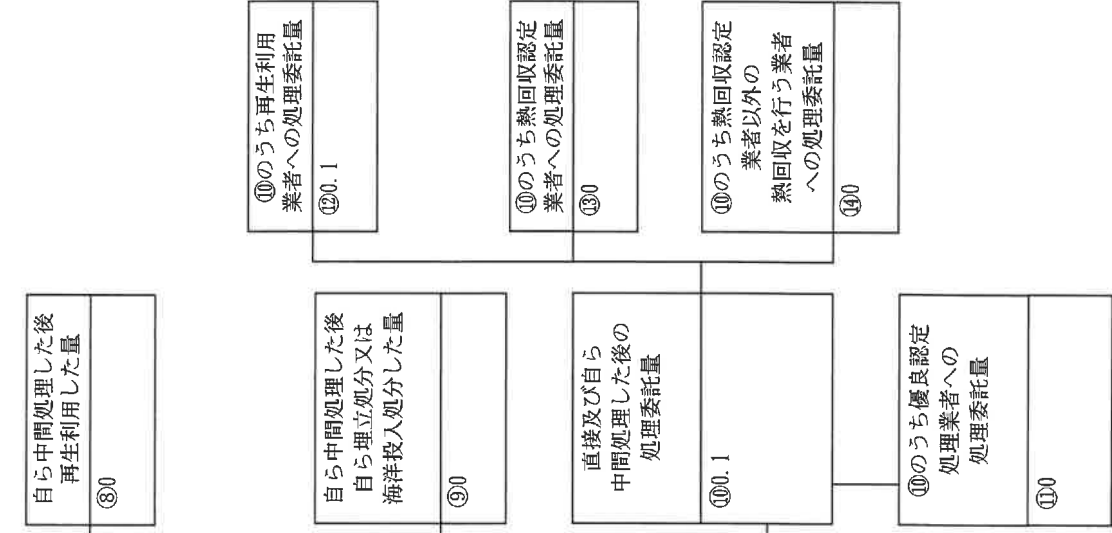 自ら中間処理した後
再生利用した量
⑧0
自ら中間処理した後
自ら埋立処分又は
海洋投入処分した量
⑨0
直接及び自ら
中間処理した後の
処理委託量
⑩0.1
⑩のうち優良認定
処理業者への
処理委託量
⑪0
⑩のうち再生利用
業者への処理委託量
⑫0.1
⑩のうち熱回収認定
業者への処理委託量
⑬0
⑩のうち熱回収認定
業者以外の
熱回収を行う業者
への処理委託量
⑭0